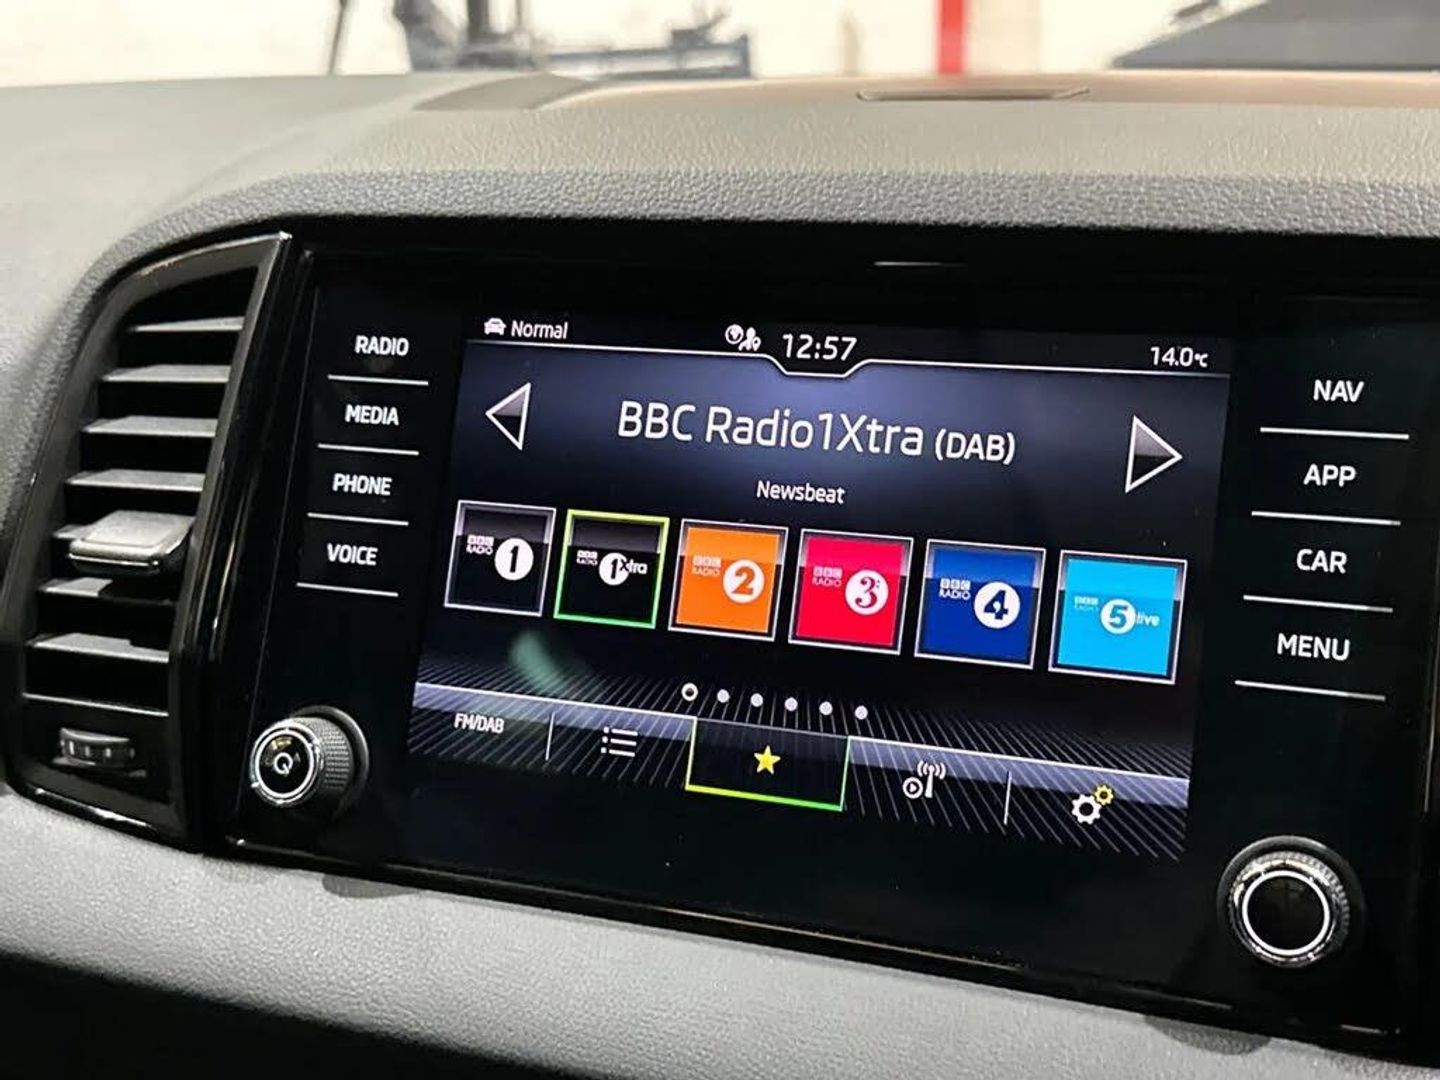 Normal
12:57
14.0°C
RADIO
MEDIA
PHONE
VOICE
BBC Radio1Xtra (DAB)
Newsbeat
BBC RADIO 1
BBC RADIO 1Xtra
BBC RADIO 2
BBC RADIO 3
BBC RADIO 4
BBC RADIO 5 live
FM/DAB
NAV
APP
CAR
MENU